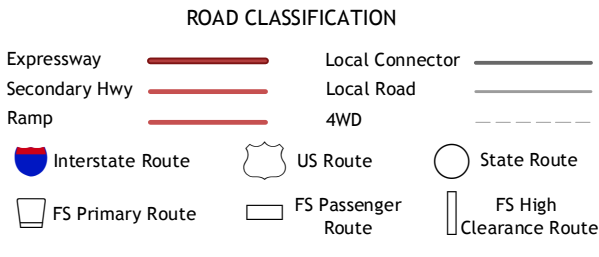 ROAD CLASSIFICATION
Expressway
Local Connector
Secondary Hwy
Local Road
Ramp
4WD
Interstate Route
US Route
State Route
FS Primary Route
FS Passenger
Route
FS High
Clearance Route